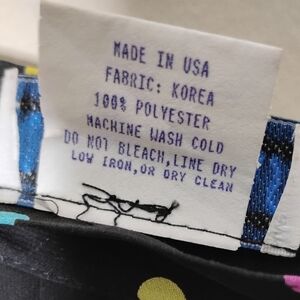 MADE IN USA
FABRIC: KOREA
100% POLYESTER
MACHINE WASH COLD
DO NOT BLEACH, LINE DRY
LOW IRON, OR DRY CLEAN